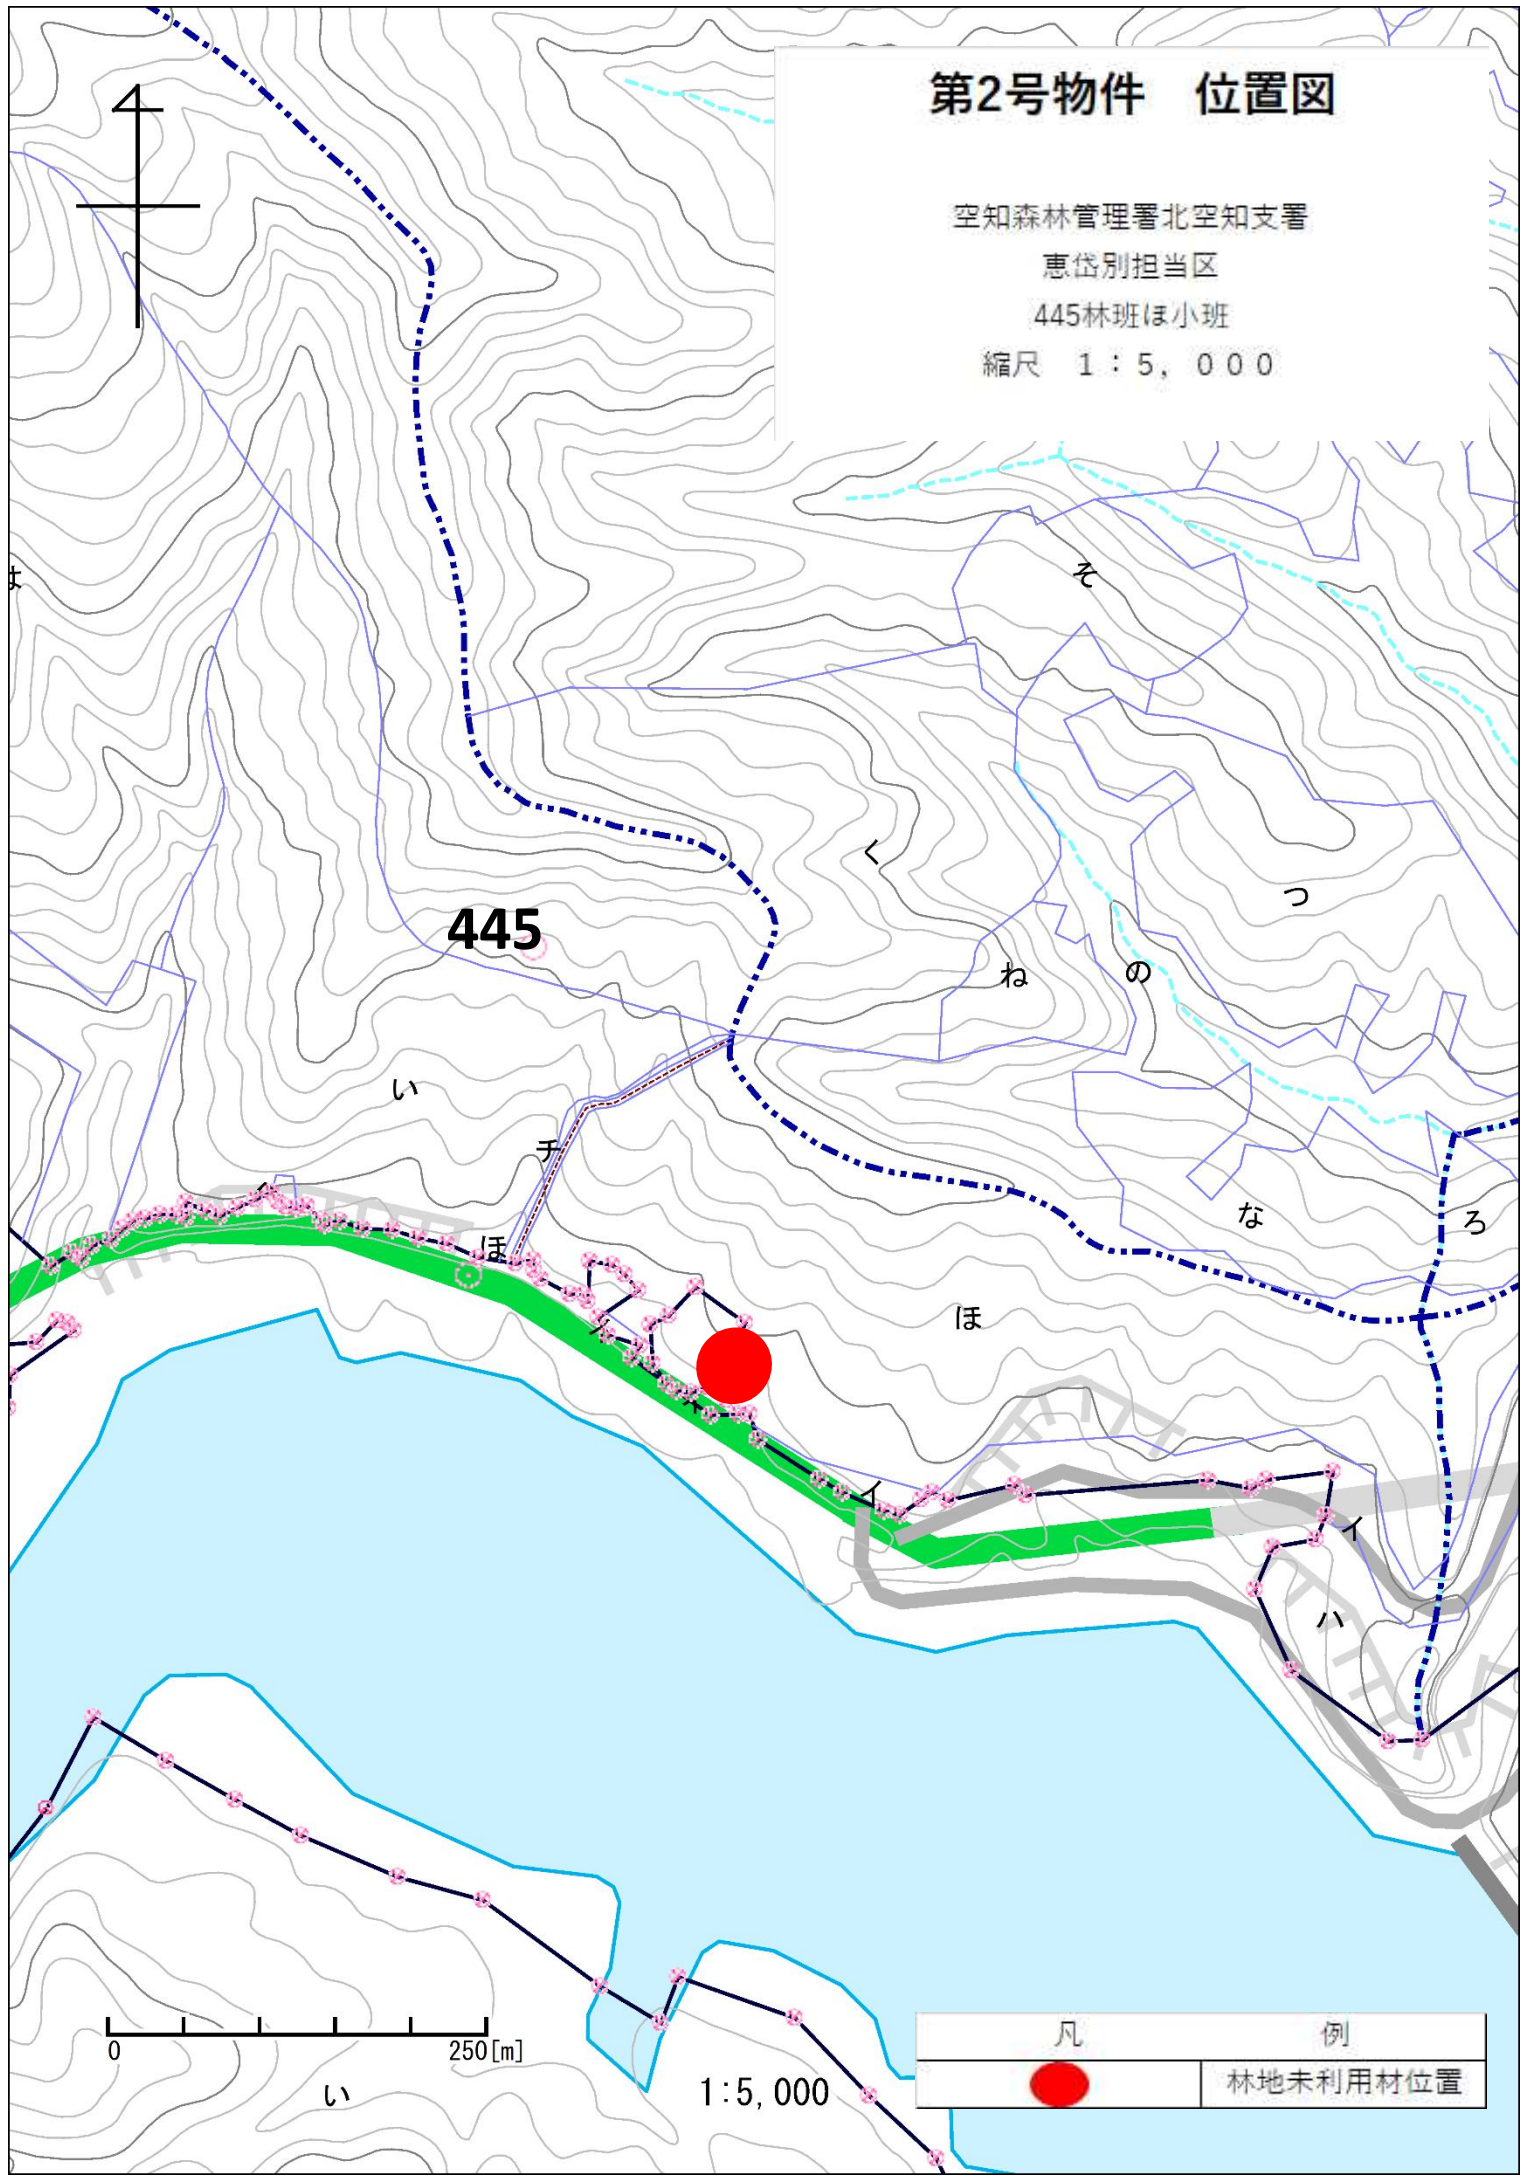 第2号物件　位置図
空知森林管理署北空知支署
恵岱別担当区
445林班ほ小班
縮尺　１：５，０００
そ
は
く
つ
445
ね
の
い
チ
な
ろ
ほ
ほ
イ
イ
ハ
0 250[m]
1:5,000
い
凡　例
林地未利用材位置